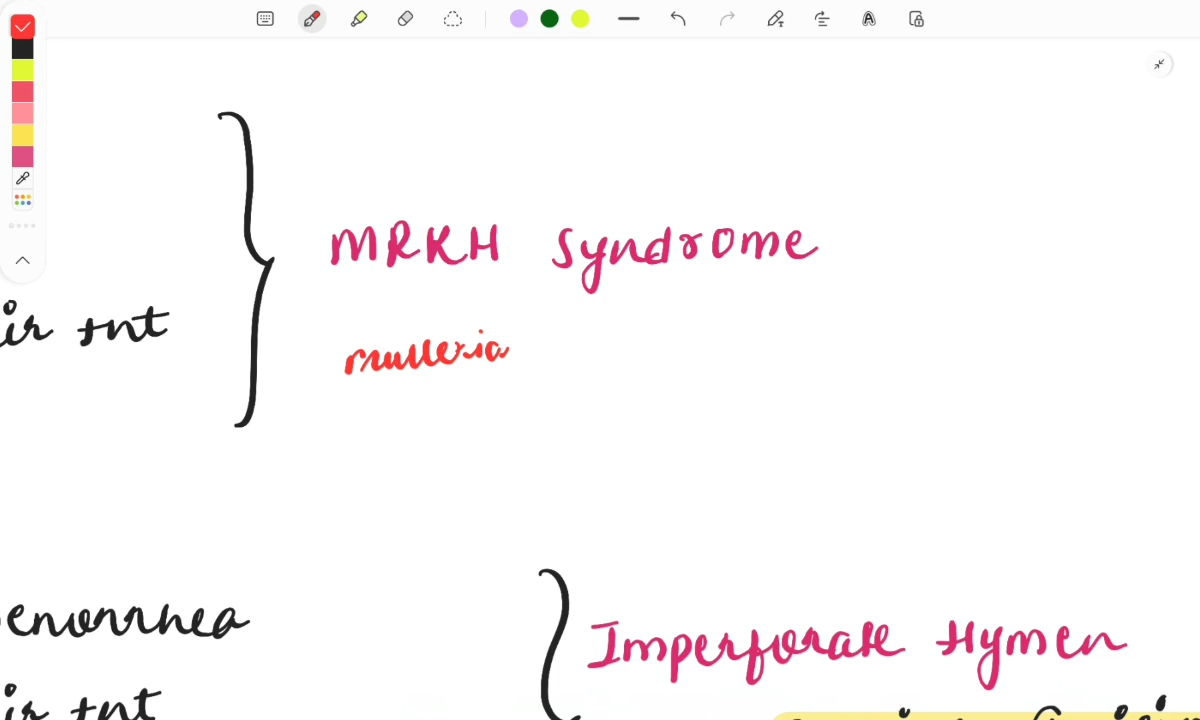 MRKH Syndrome
ir tnt
mulleria
enorrhea
Imperforate Hymen
ir tnt